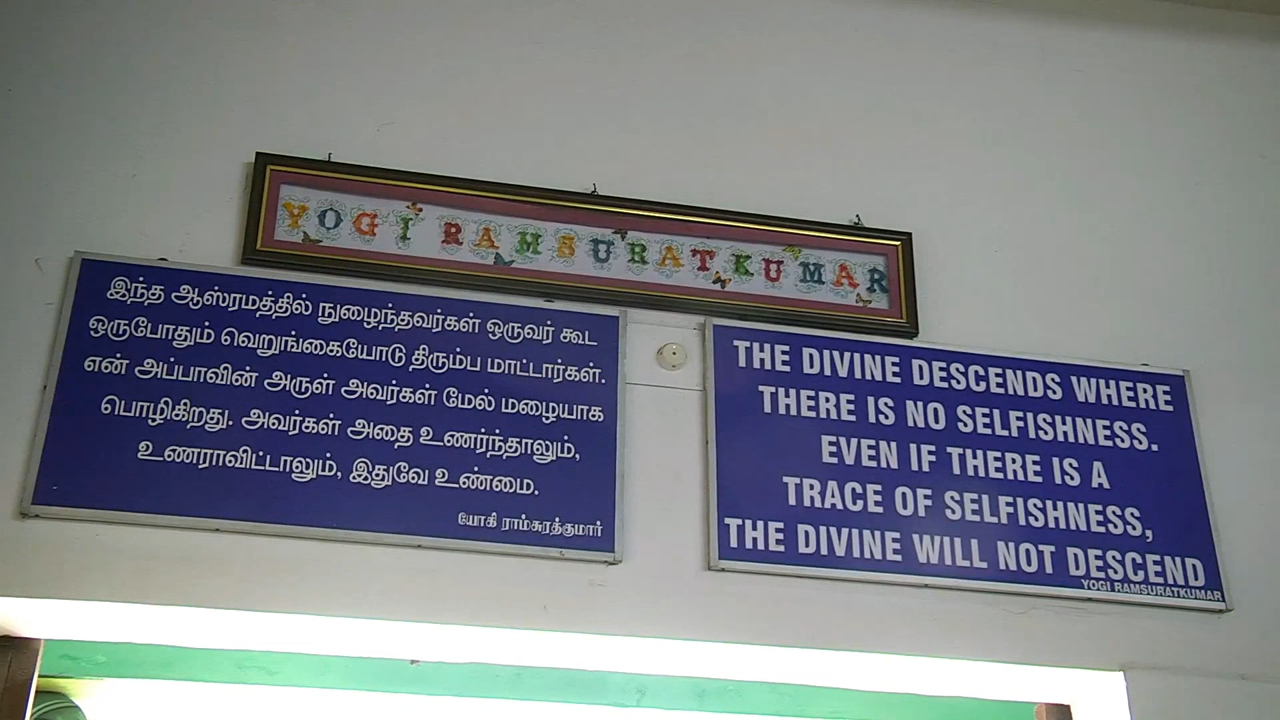 YOGI RAMSURATKUMAR
இந்த ஆஸ்ரமத்தில் நுழைந்தவர்கள் ஒருவர் கூட
ஒருபோதும் வெறுங்கையோடு திரும்ப மாட்டார்கள்.
என் அப்பாவின் அருள் அவர்கள் மேல் மழையாக
பொழிகிறது. அவர்கள் அதை உணர்ந்தாலும்,
உணராவிட்டாலும், இதுவே உண்மை.
யோகி ராம்சுரத்குமார்
THE DIVINE DESCENDS WHERE
THERE IS NO SELFISHNESS.
EVEN IF THERE IS A
TRACE OF SELFISHNESS,
THE DIVINE WILL NOT DESCEND
YOGI RAMSURATKUMAR